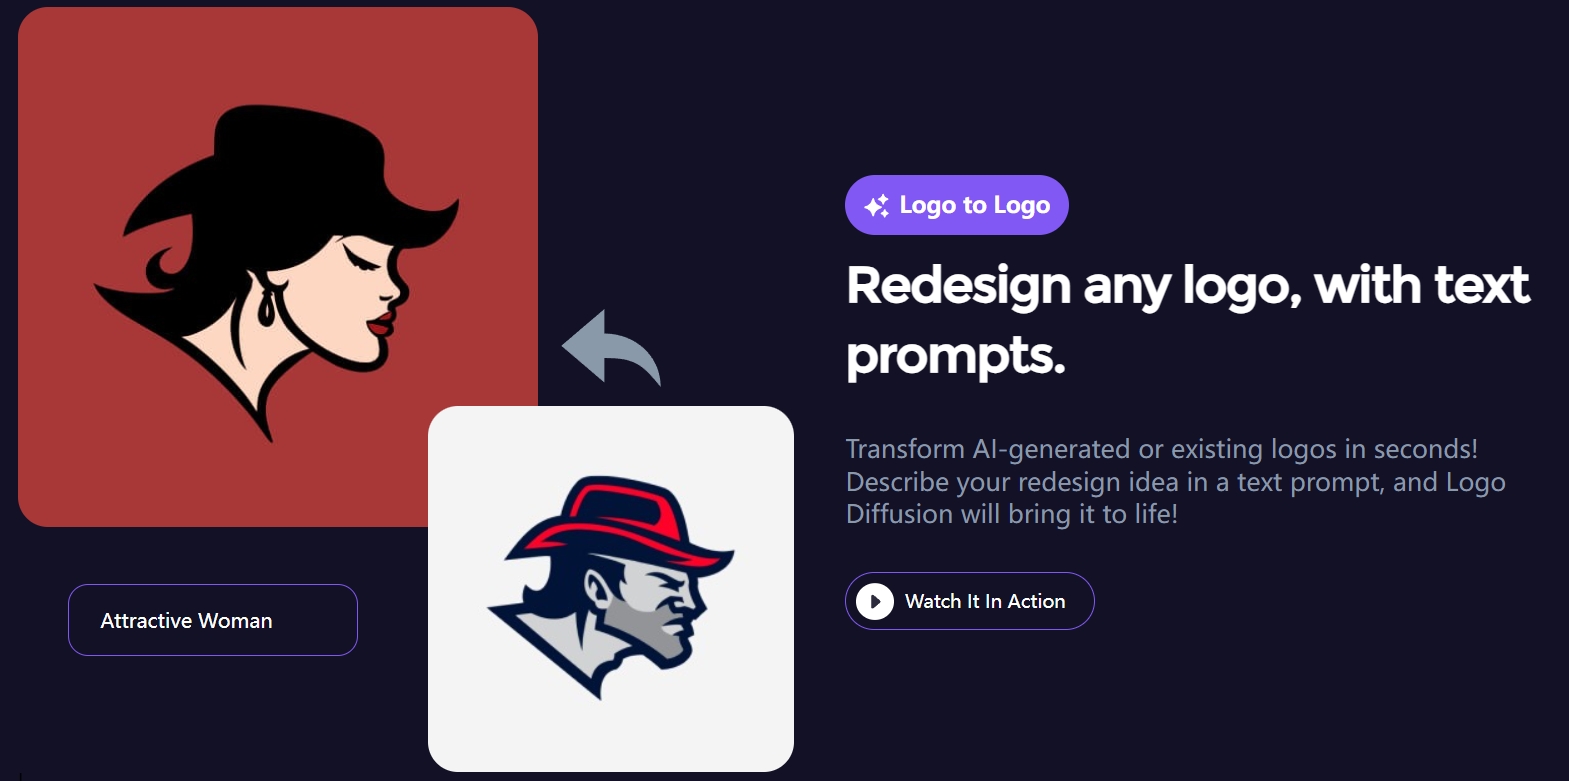 Logo to Logo
Redesign any logo, with text
prompts.
Transform AI-generated or existing logos in seconds!
Describe your redesign idea in a text prompt, and Logo
Diffusion will bring it to life!
Attractive Woman
Watch It In Action